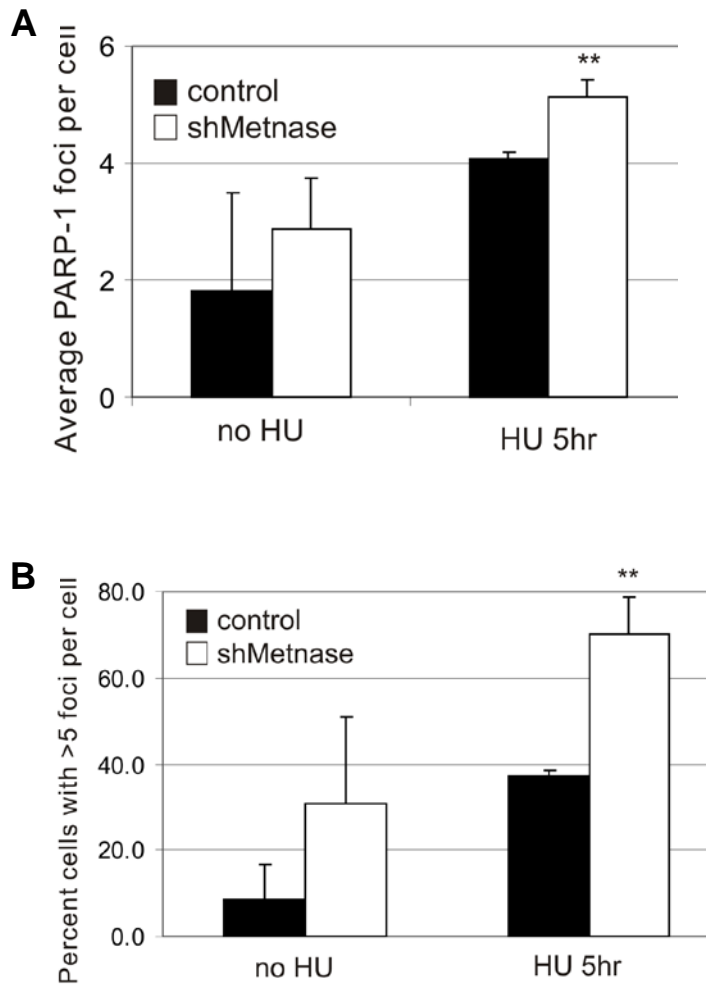 A
Average PARP-1 foci per cell
6
4
2
0
control
shMetnase
**
no HU
HU 5hr
B
Percent cells with >5 foci per cell
80.0
60.0
40.0
20.0
0.0
control
shMetnase
**
no HU
HU 5hr